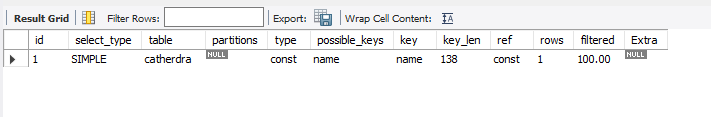 Result Grid Filter Rows: Export: Wrap Cell Content: IA
id select_type table partitions type possible_keys key key_len ref rows filtered Extra
1 SIMPLE catherdra NULL const name name 138 const 1 100.00 NULL